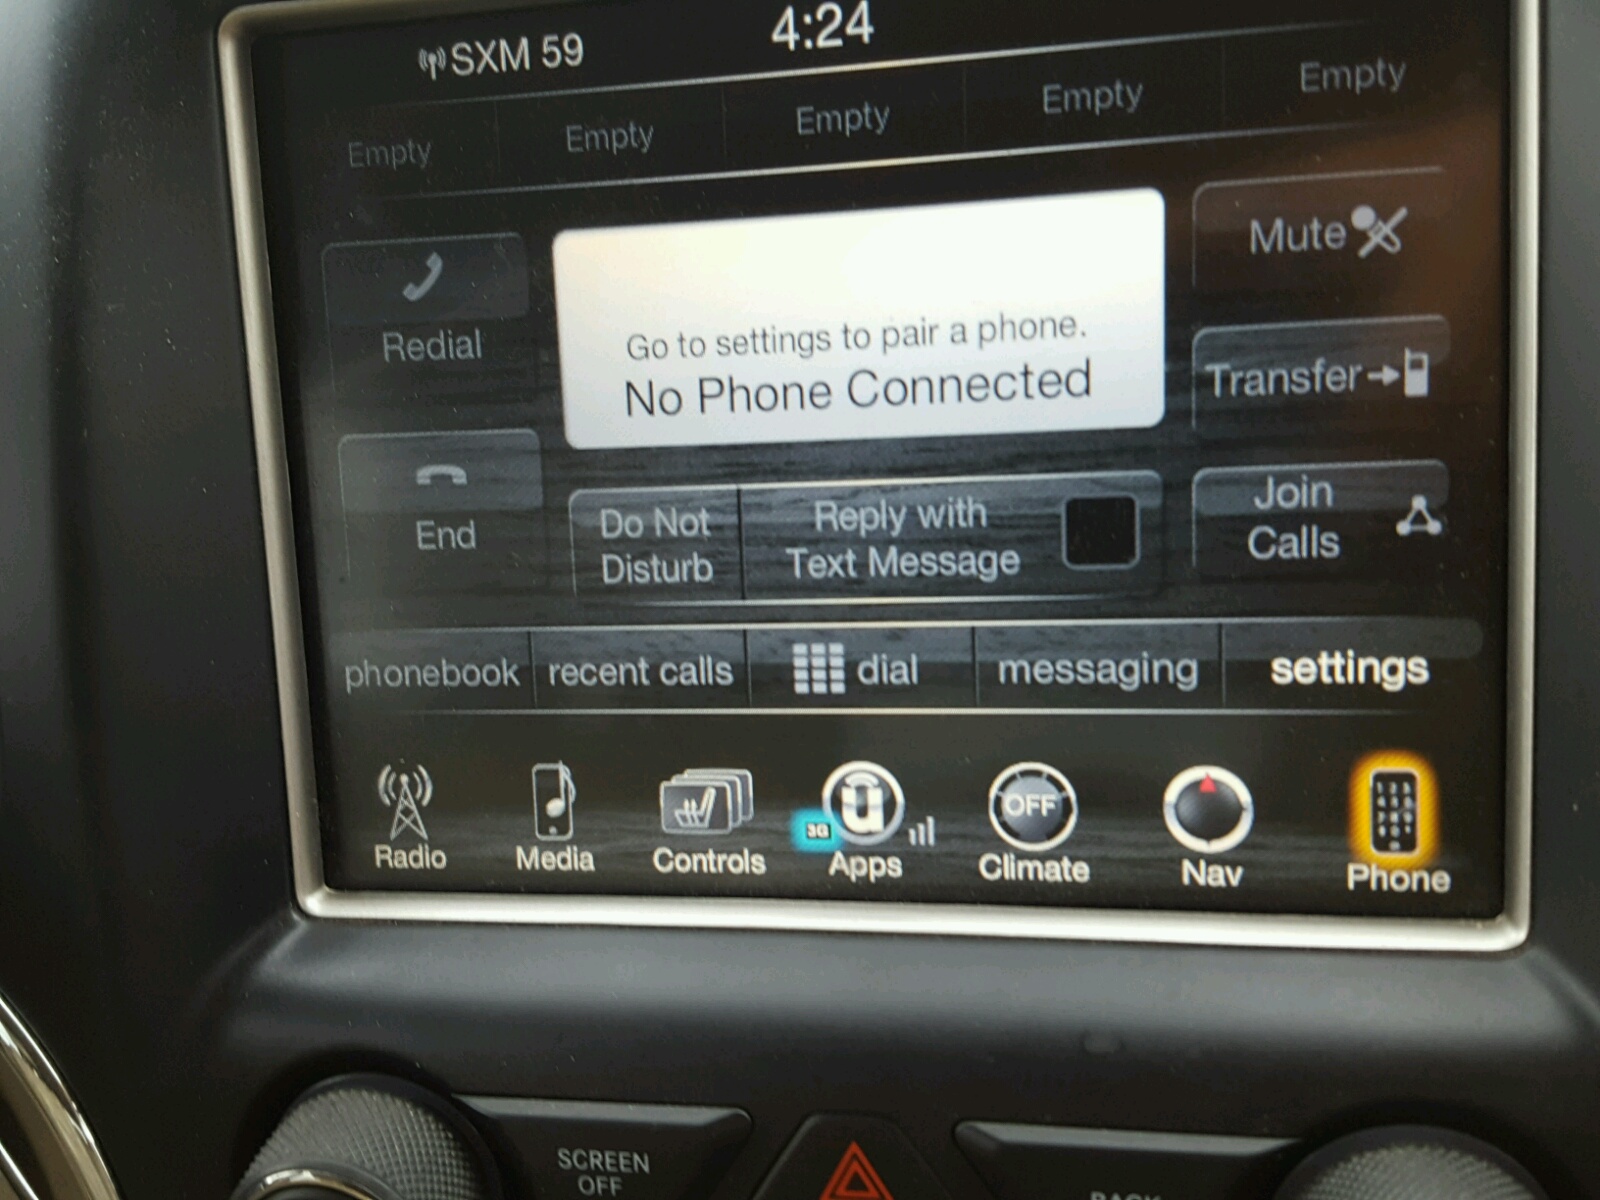 SXM 59
4:24
Empty
Empty
Empty
Empty
Empty
Redial
Go to settings to pair a phone.
No Phone Connected
Mute
Transfer
End
Do Not
Disturb
Reply with
Text Message
Join
Calls
phonebook
recent calls
dial
messaging
settings
3G
OFF
Radio
Media
Controls
Apps
Climate
Nav
Phone
SCREEN
OFF
BACK